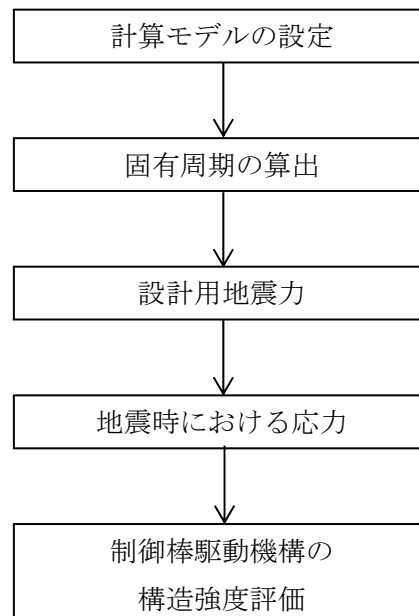 計算モデルの設定
固有周期の算出
設計用地震力
地震時における応力
制御棒駆動機構の
構造強度評価